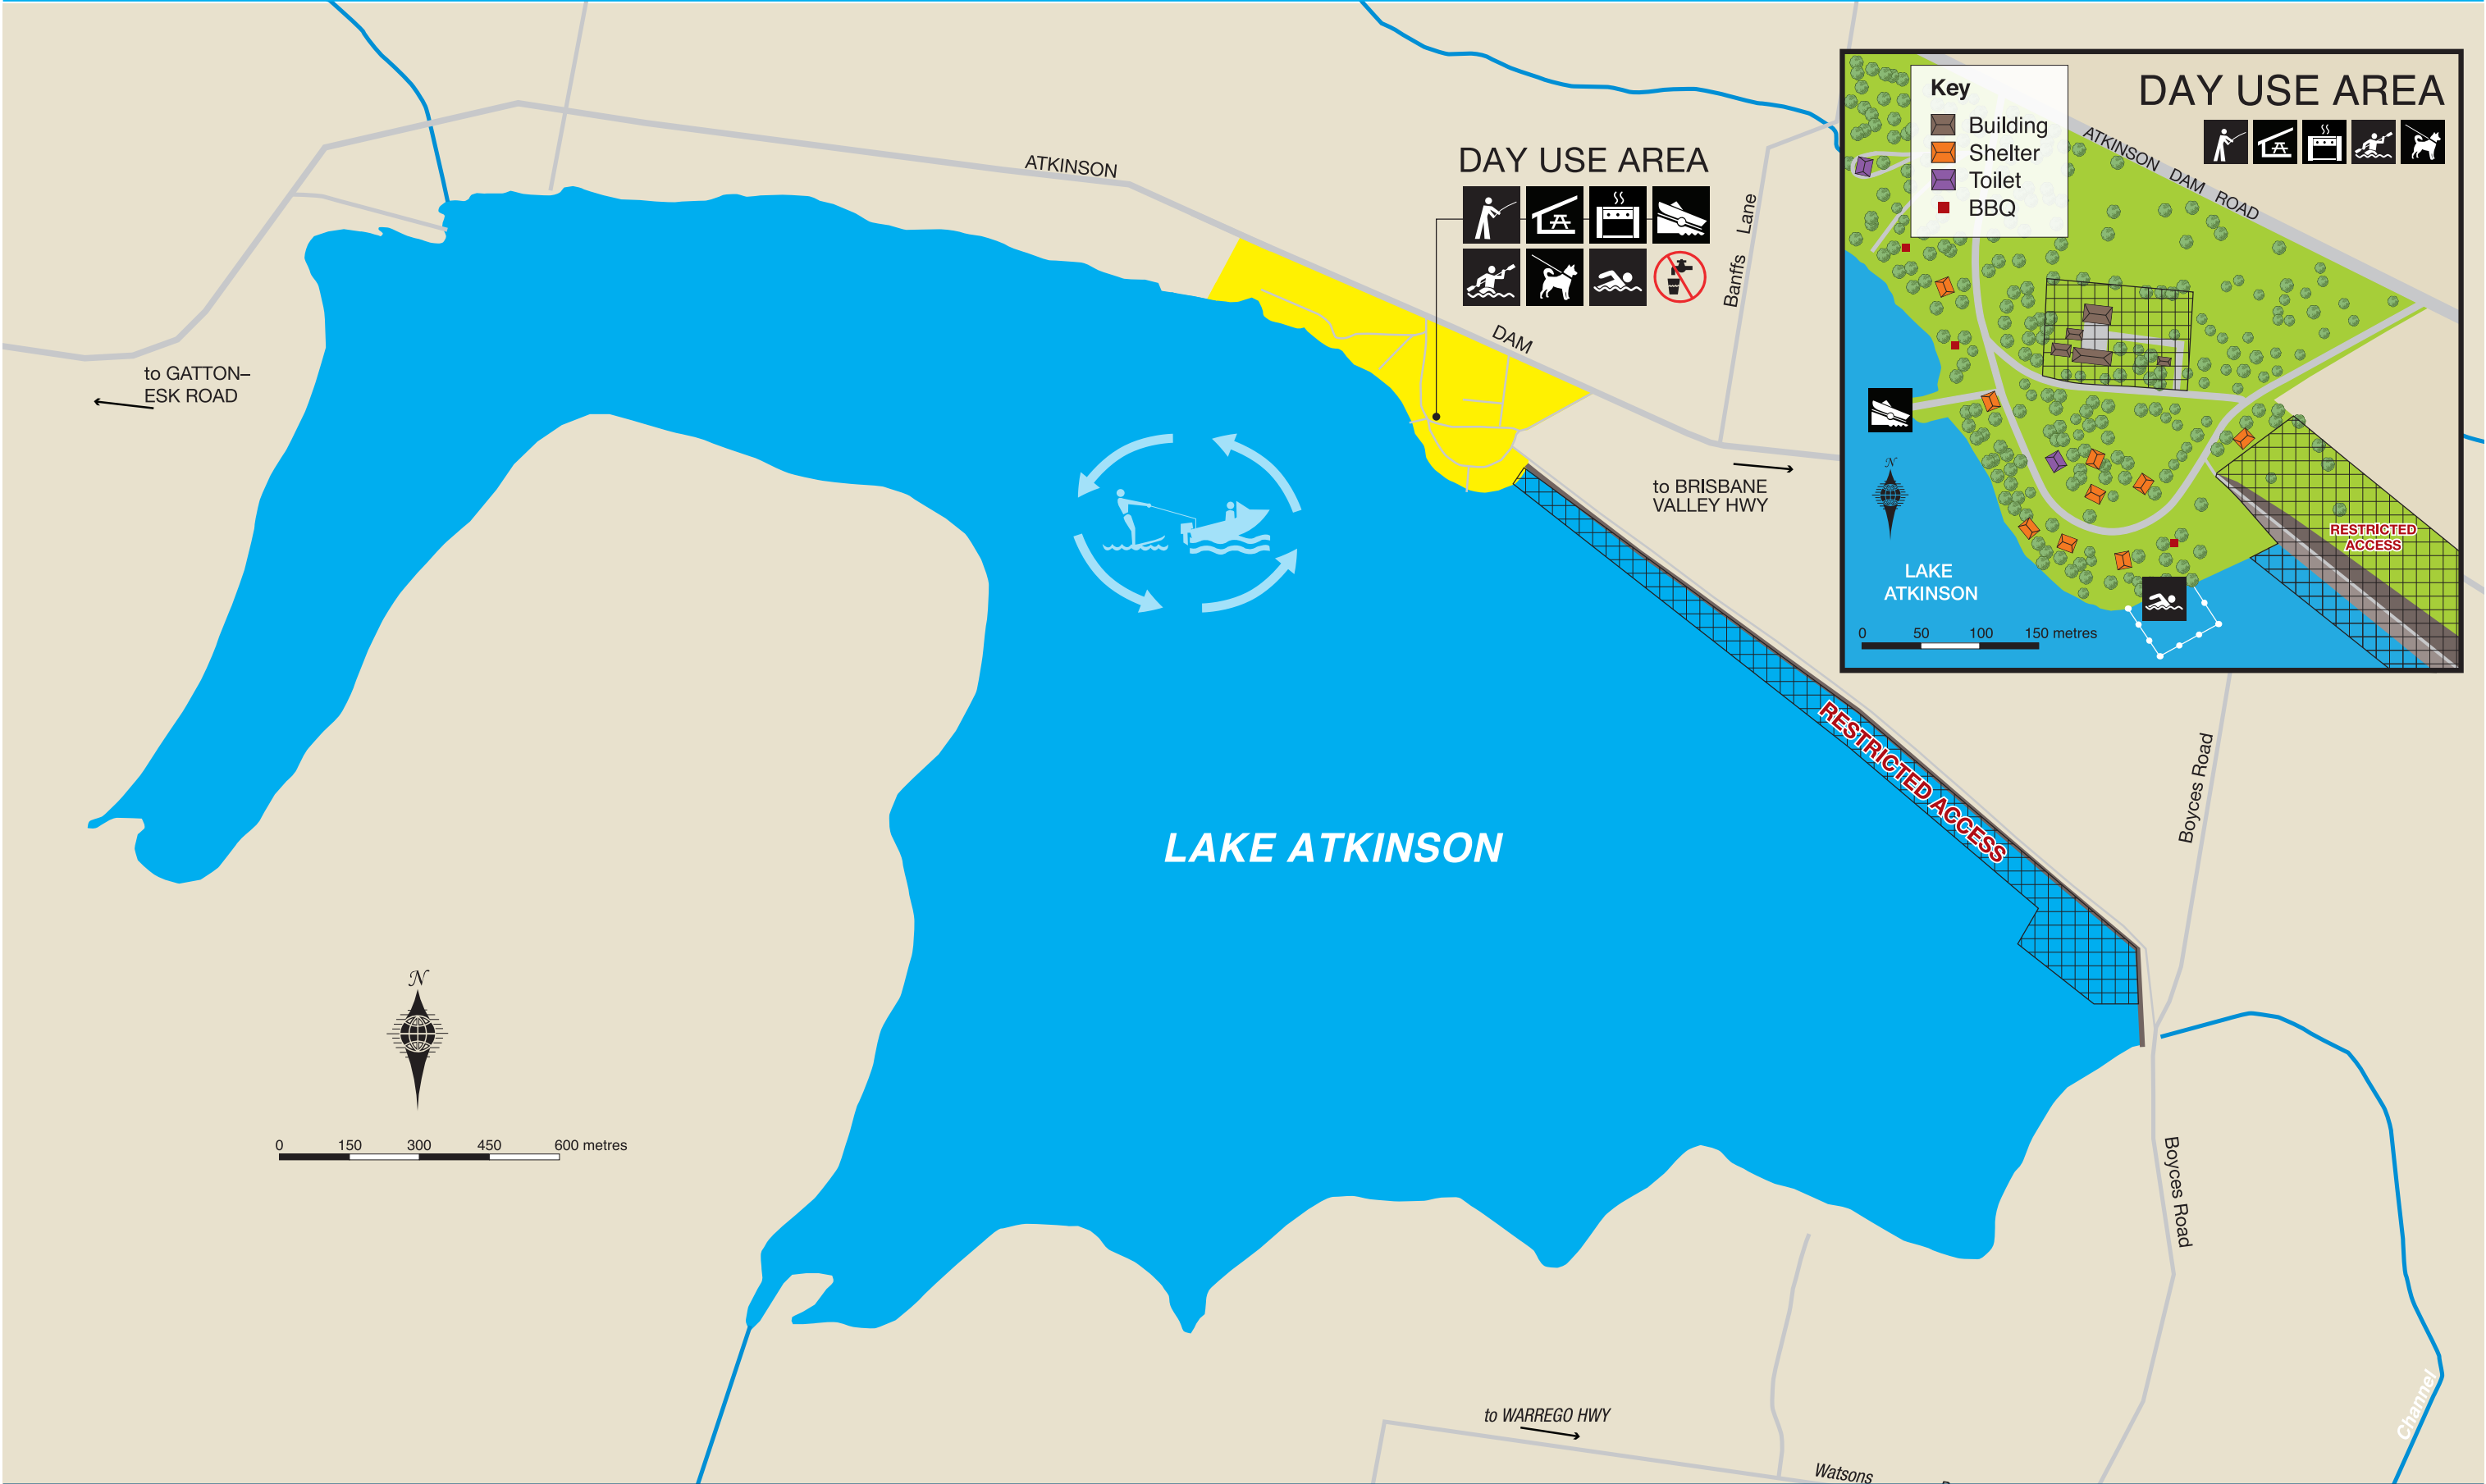 ATKINSON
DAM
DAY USE AREA
Banffs Lane
to GATTON–
ESK ROAD
to BRISBANE
VALLEY HWY
DAY USE AREA
Key
Building
Shelter
Toilet
BBQ
ATKINSON DAM ROAD
RESTRICTED
ACCESS
N
LAKE
ATKINSON
0 50 100 150 metres
RESTRICTED ACCESS
LAKE ATKINSON
Boyces Road
N
0 150 300 450 600 metres
Boyces Road
to WARREGO HWY
Watsons
Channel